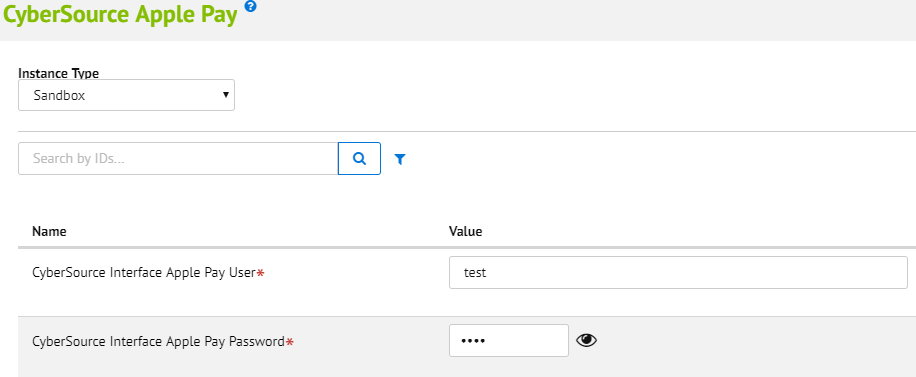 CyberSource Apple Pay ?
Instance Type
Sandbox
Search by IDs...
Name Value
CyberSource Interface Apple Pay User* test
CyberSource Interface Apple Pay Password* ••••